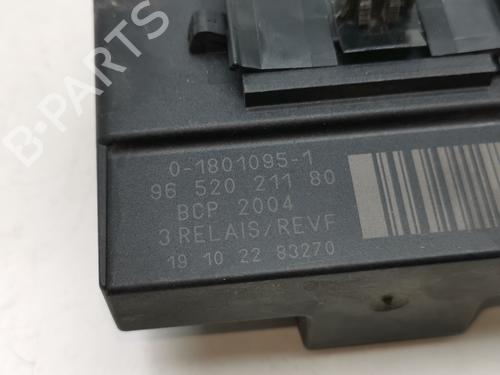 B-PARTS
0-1801095-1
96 520 211 80
BCP 2004
3 RELAIS/REVF
19 10 22 83270